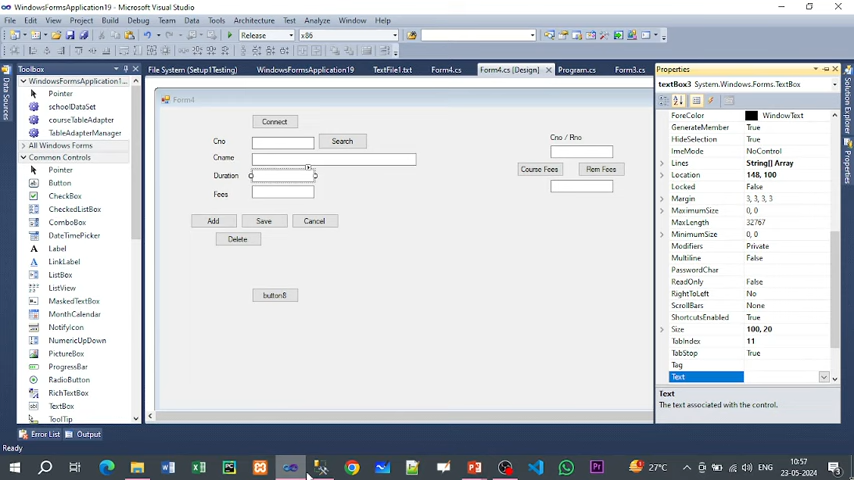 WindowsFormsApplication19 - Microsoft Visual Studio
File Edit View Project Build Debug Team Data Tools Architecture Test Analyze Window Help
Release x86
Toolbox
File System (Setup1Testing) WindowsFormsApplication19 TextFile1.txt Form4.cs Form4.cs [Design] Program.cs Form3.cs
Properties
Data Sources
Solution Explorer
WindowsFormsApplication1...
Pointer
schoolDataSet
courseTableAdapter
TableAdapterManager
All Windows Forms
Common Controls
Pointer
Button
CheckBox
CheckedListBox
ComboBox
DateTimePicker
Label
LinkLabel
ListBox
ListView
MaskedTextBox
MonthCalendar
NotifyIcon
NumericUpDown
PictureBox
ProgressBar
RadioButton
RichTextBox
TextBox
ToolTip
Form4
Connect
Cno Search
Cname
Duration
Fees
Add Save Cancel
Delete
button8
Cno / Rno
Course Fees Rem Fees
textBox3 System.Windows.Forms.TextBox
ForeColor WindowText
GenerateMember True
HideSelection True
ImeMode NoControl
Lines String[] Array
Location 148, 100
Locked False
Margin 3, 3, 3, 3
MaximumSize 0, 0
MaxLength 32767
MinimumSize 0, 0
Modifiers Private
Multiline False
PasswordChar
ReadOnly False
RightToLeft No
ScrollBars None
ShortcutsEnabled True
Size 100, 20
TabIndex 11
TabStop True
Tag
Text
Text
The text associated with the control.
Error List Output
Ready
27°C ENG 10:57
23-05-2024